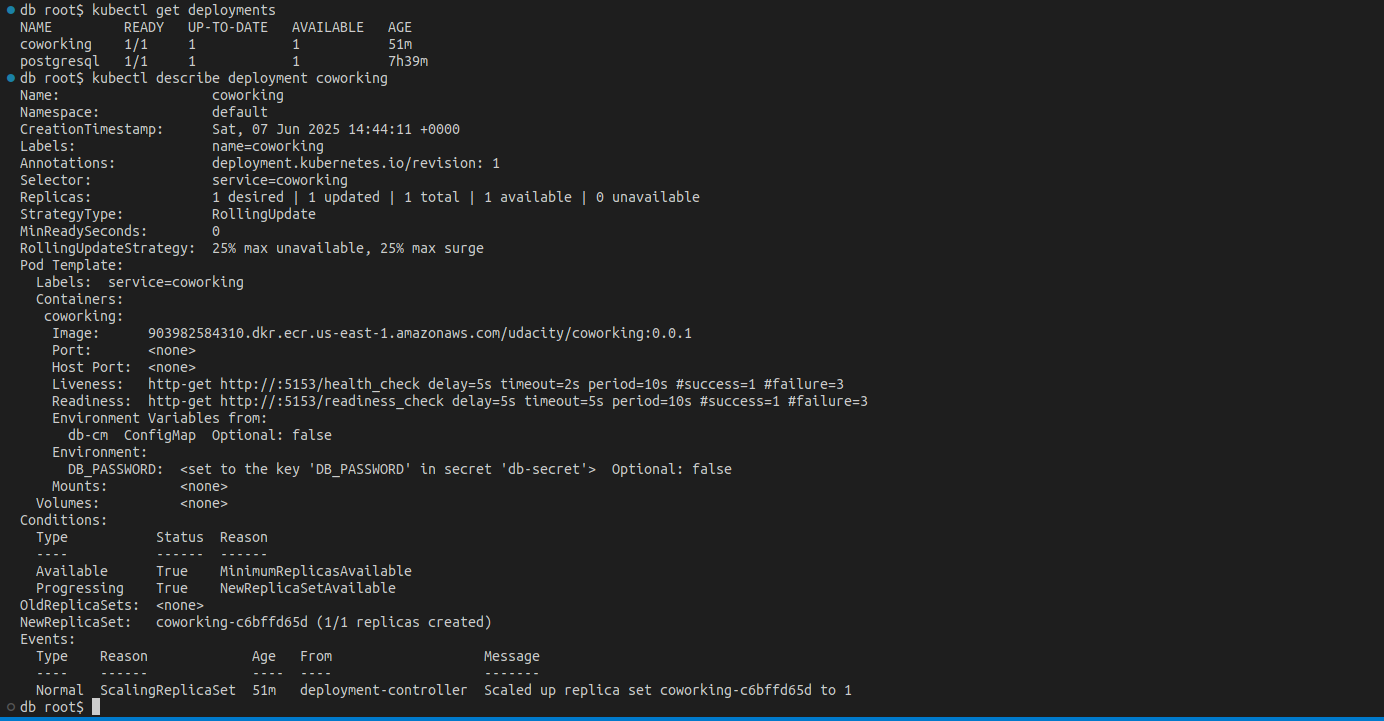 db root$ kubectl get deployments
NAME         READY   UP-TO-DATE   AVAILABLE   AGE
coworking    1/1     1            1           51m
postgresql   1/1     1            1           7h39m
db root$ kubectl describe deployment coworking
Name:                   coworking
Namespace:              default
CreationTimestamp:      Sat, 07 Jun 2025 14:44:11 +0000
Labels:                 name=coworking
Annotations:            deployment.kubernetes.io/revision: 1
Selector:               service=coworking
Replicas:               1 desired | 1 updated | 1 total | 1 available | 0 unavailable
StrategyType:           RollingUpdate
MinReadySeconds:        0
RollingUpdateStrategy:  25% max unavailable, 25% max surge
Pod Template:
  Labels:  service=coworking
  Containers:
   coworking:
    Image:      903982584310.dkr.ecr.us-east-1.amazonaws.com/udacity/coworking:0.0.1
    Port:       <none>
    Host Port:  <none>
    Liveness:   http-get http://:5153/health_check delay=5s timeout=2s period=10s #success=1 #failure=3
    Readiness:  http-get http://:5153/readiness_check delay=5s timeout=5s period=10s #success=1 #failure=3
    Environment Variables from:
      db-cm  ConfigMap  Optional: false
    Environment:
      DB_PASSWORD:  <set to the key 'DB_PASSWORD' in secret 'db-secret'>  Optional: false
    Mounts:         <none>
  Volumes:          <none>
Conditions:
  Type           Status  Reason
  ----           ------  ------
  Available      True    MinimumReplicasAvailable
  Progressing    True    NewReplicaSetAvailable
OldReplicaSets:  <none>
NewReplicaSet:   coworking-c6bffd65d (1/1 replicas created)
Events:
  Type    Reason             Age   From                   Message
  ----    ------             ----  ----                   -------
  Normal  ScalingReplicaSet  51m   deployment-controller  Scaled up replica set coworking-c6bffd65d to 1
db root$